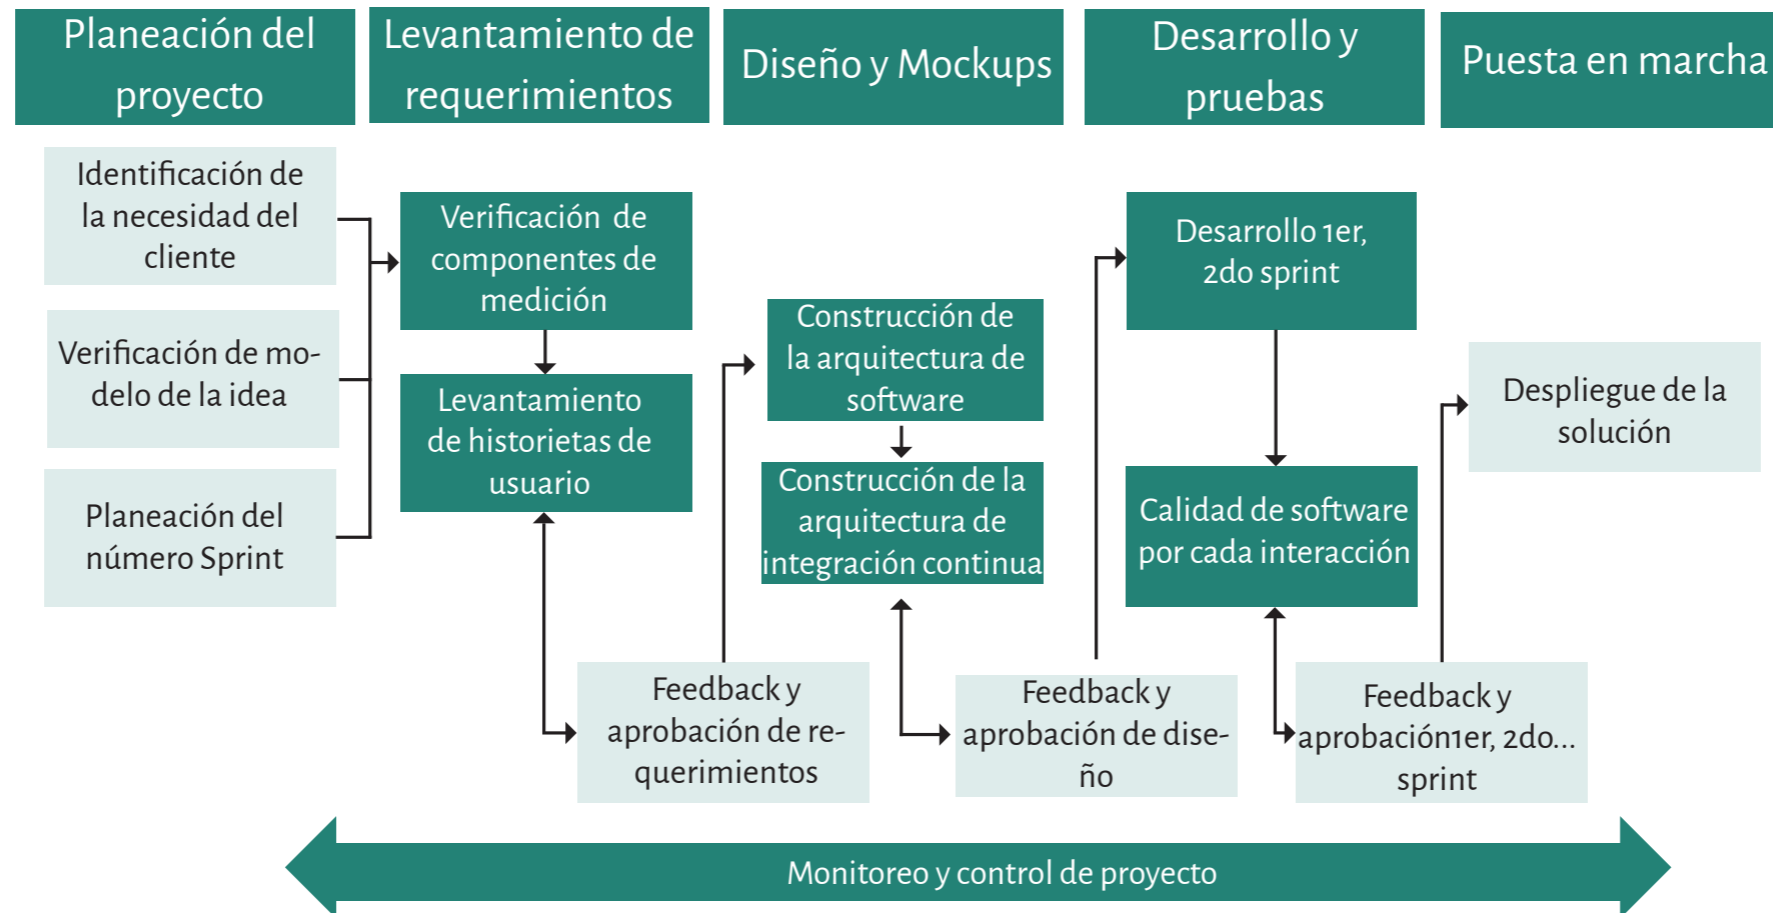 Planeación del
proyecto
Levantamiento de
requerimientos
Diseño y Mockups
Desarrollo y
pruebas
Puesta en marcha
Identificación de
la necesidad del
cliente
Verificación de mo-
delo de la idea
Planeación del
número Sprint
Verificación de
componentes de
medición
Levantamiento
de historietas de
usuario
Feedback y
aprobación de re-
querimientos
Construcción de
la arquitectura de
software
Construcción de la
arquitectura de
integración continua
Feedback y
aprobación de dise-
ño
Desarrollo 1er,
2do sprint
Calidad de software
por cada interacción
Feedback y
aprobación1er, 2do...
sprint
Despliegue de la
solución
Monitoreo y control de proyecto